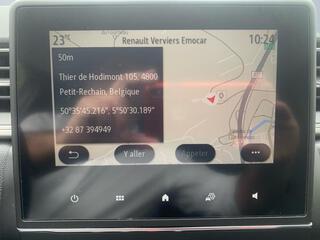 23°C
Renault Verviers Emocar
10:24
50m
Thier de Hodimont 105, 4800
Petit-Rechain, Belgique
50°35'45.216", 5°50'30.189"
+32 87 394949
Y aller
Appeler